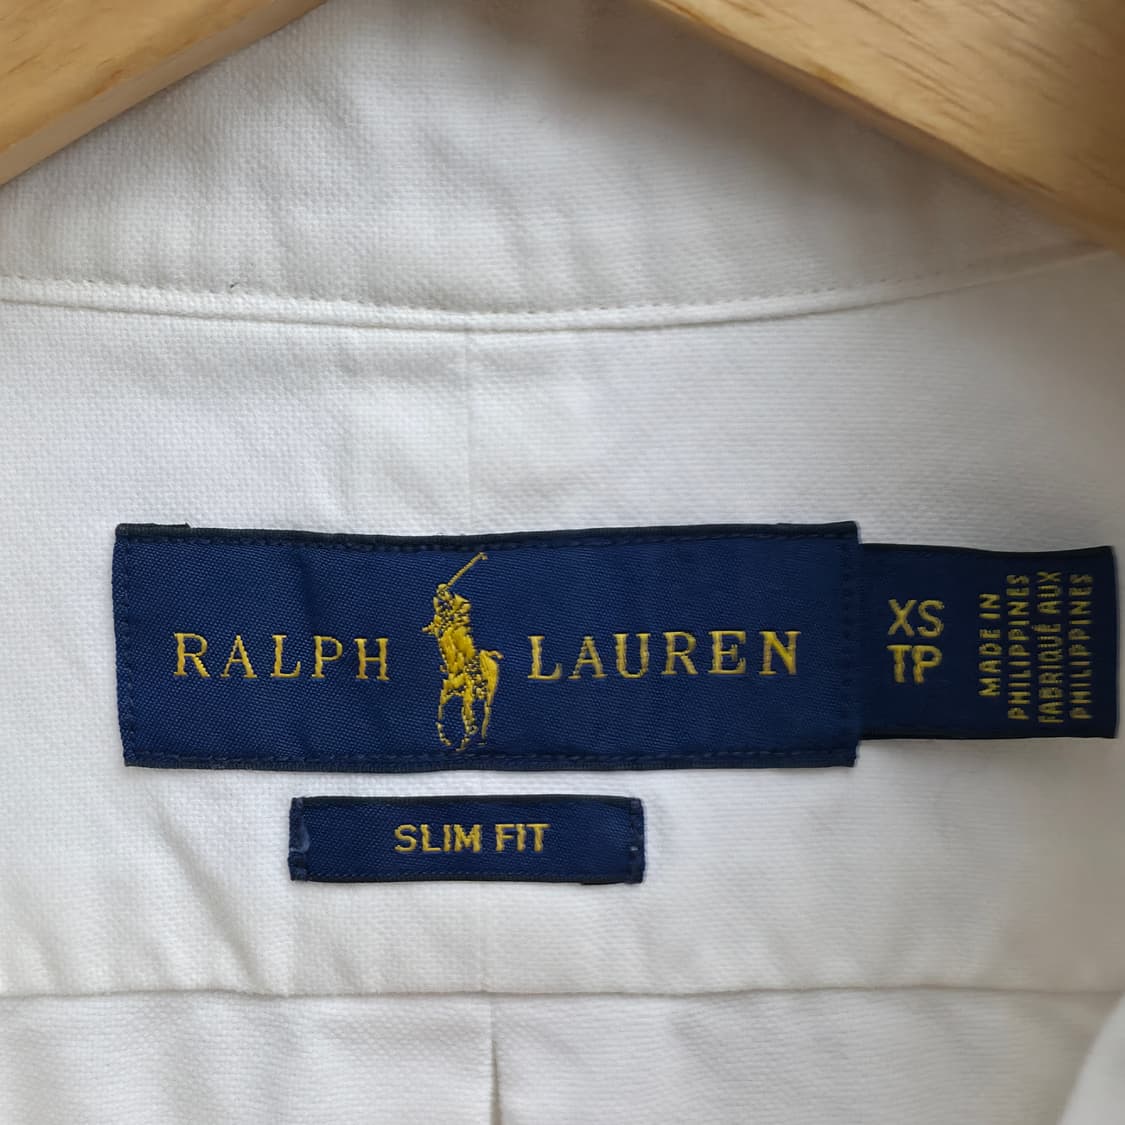 RALPH LAUREN
XS
TP
MADE IN
PHILIPPINES
FABRIQUÉ AUX
PHILIPPINES
SLIM FIT